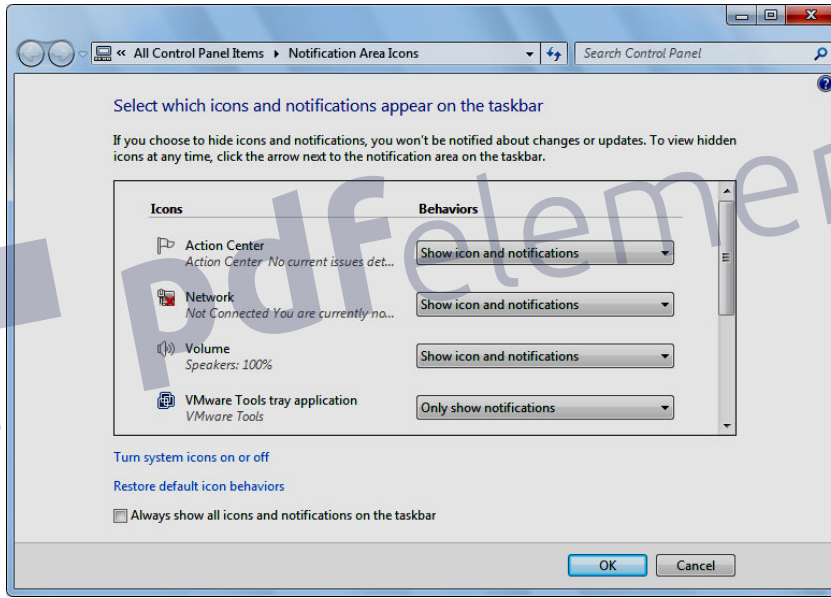 « All Control Panel Items ▸ Notification Area Icons
Search Control Panel
Select which icons and notifications appear on the taskbar
If you choose to hide icons and notifications, you won't be notified about changes or updates. To view hidden
icons at any time, click the arrow next to the notification area on the taskbar.
Icons Behaviors
Action Center
Action Center No current issues det...
Show icon and notifications
Network
Not Connected You are currently no...
Show icon and notifications
Volume
Speakers: 100%
Show icon and notifications
VMware Tools tray application
VMware Tools
Only show notifications
Turn system icons on or off
Restore default icon behaviors
Always show all icons and notifications on the taskbar
OK Cancel
pdfelemen